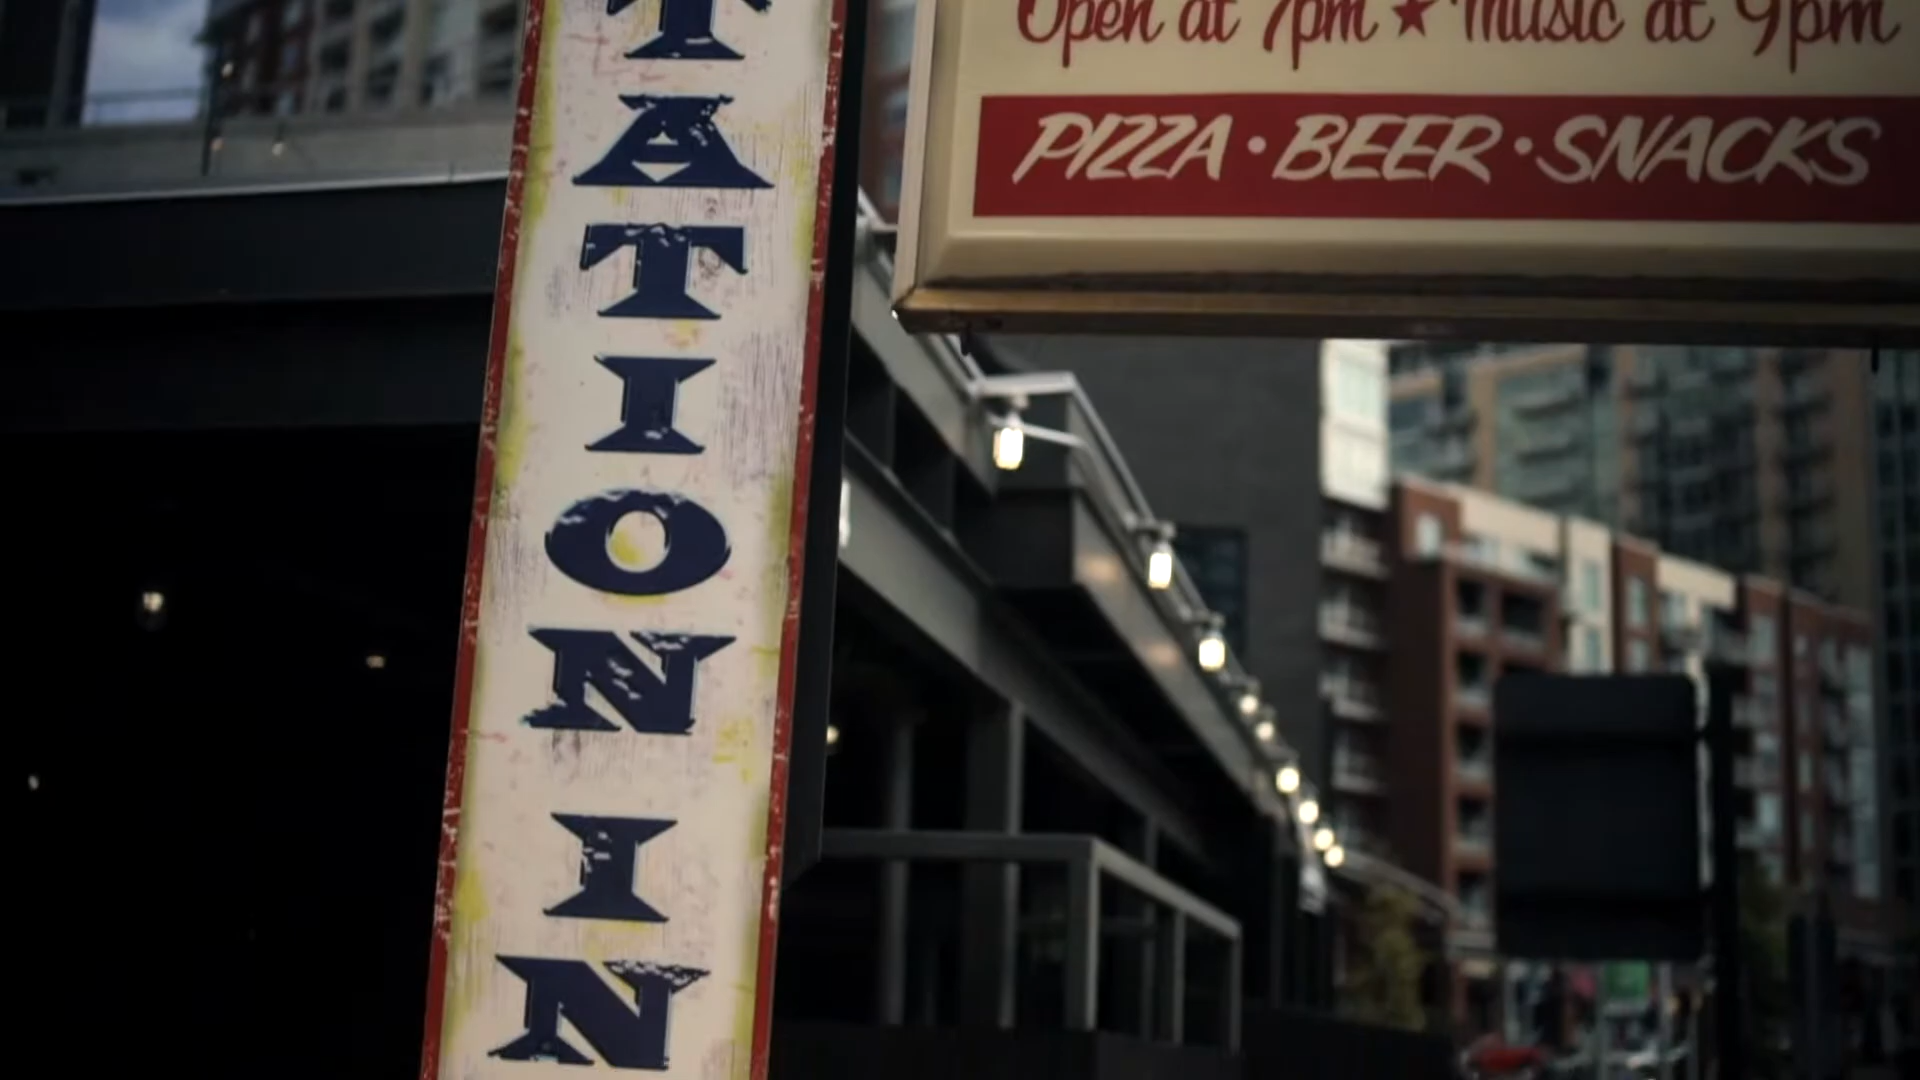 TATION IN
Open at 7pm ★ Music at 9pm
PIZZA • BEER • SNACKS